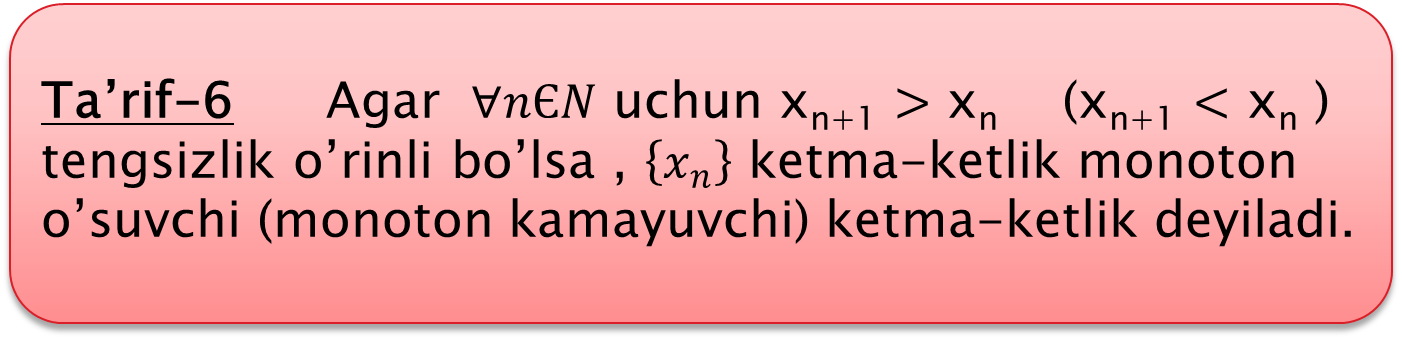 Ta’rif-6 Agar ∀nЄN uchun xₙ₊₁ > xₙ (xₙ₊₁ < xₙ )
tengsizlik o’rinli bo’lsa , {xₙ} ketma-ketlik monoton
o’suvchi (monoton kamayuvchi) ketma-ketlik deyiladi.